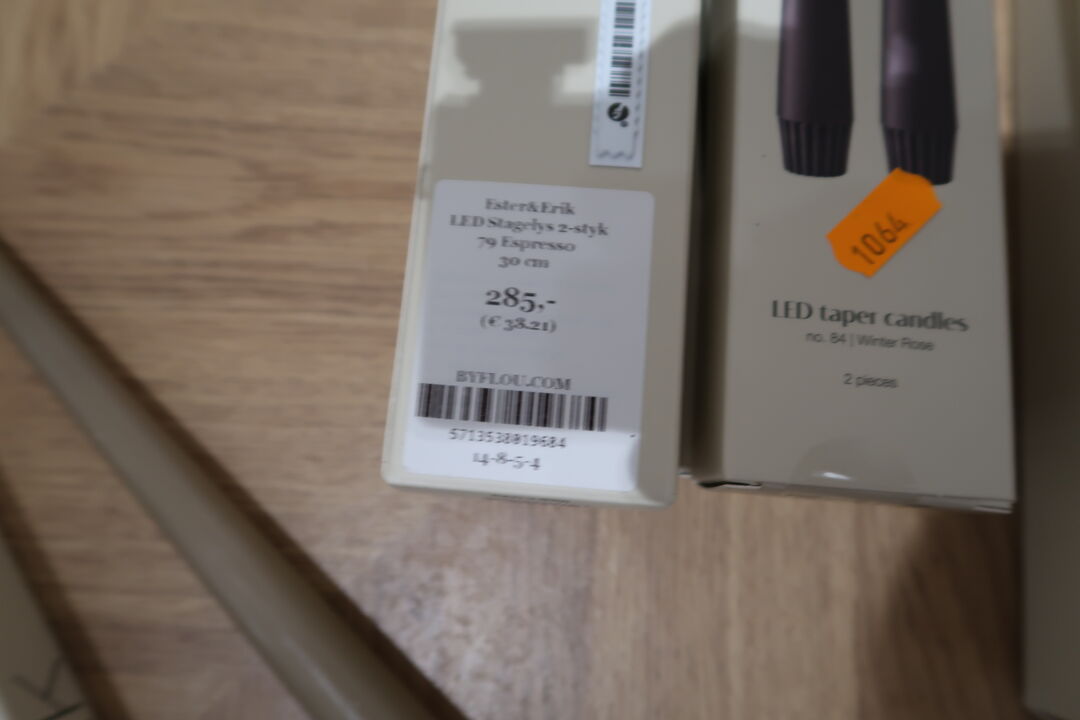 Ester&Erik
LED Stagelys 2-styk
79 Espresso
30 cm
285,-
(€ 38.21)
BYFLOU.COM
5713538019684
14-8-5-4
1064
LED taper candles
no. 84 | Winter Rose
2 pieces